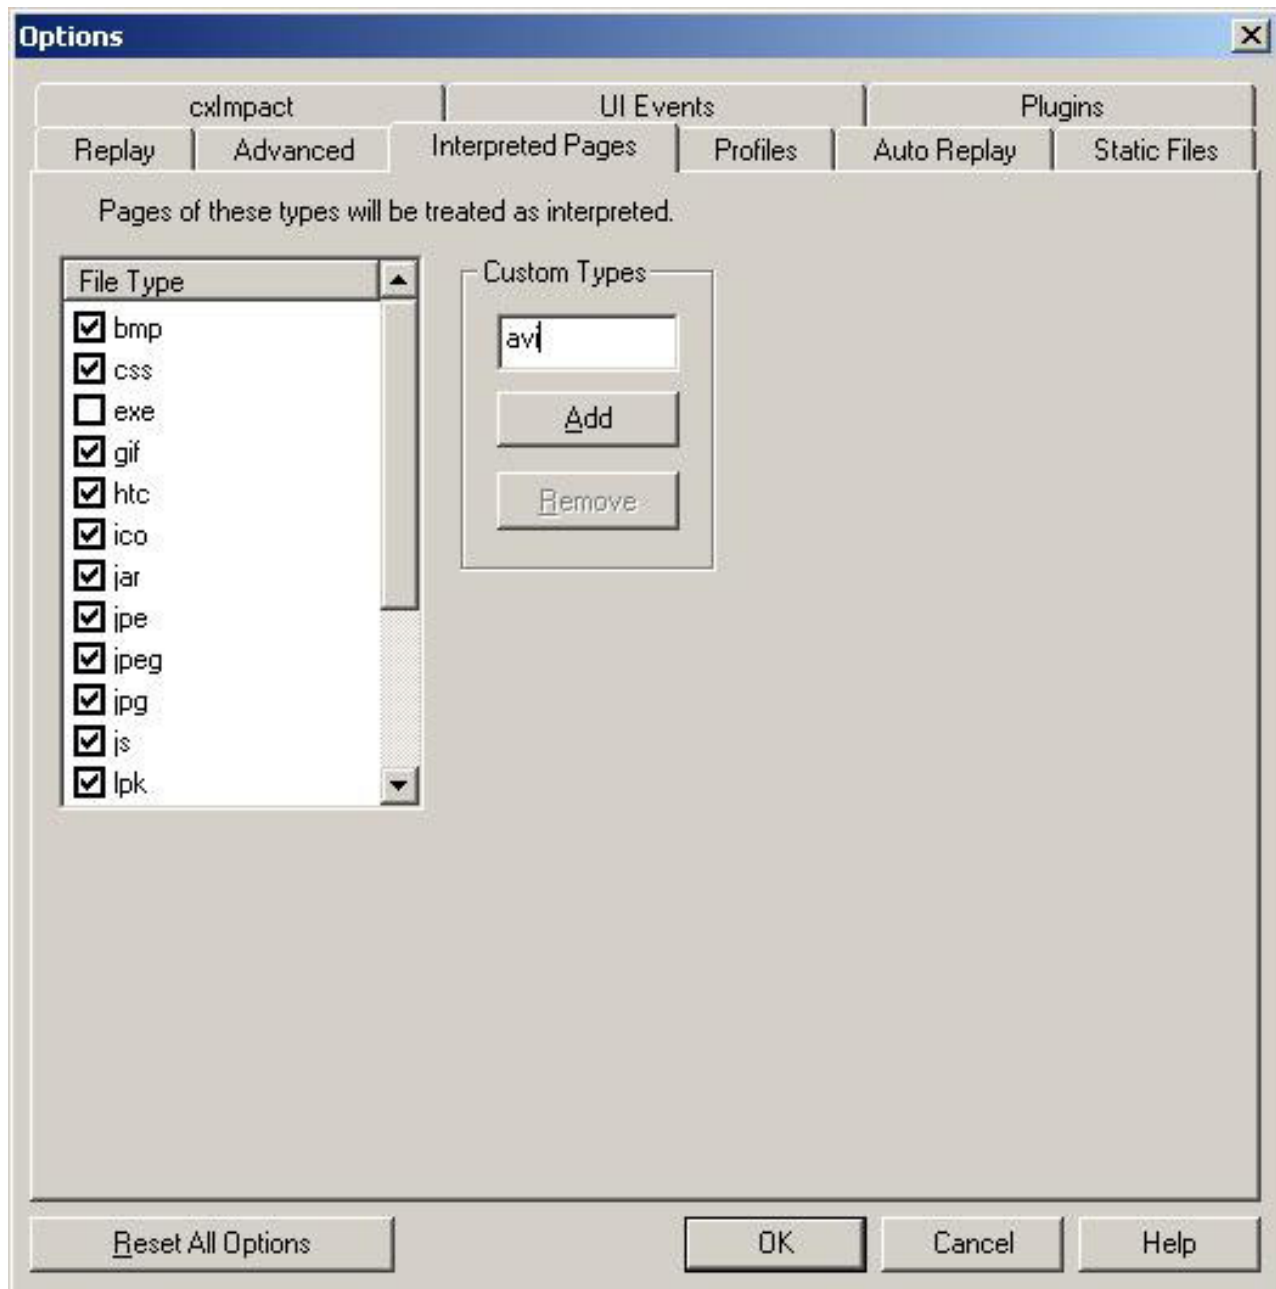 Options
cxImpact UI Events Plugins
Replay Advanced Interpreted Pages Profiles Auto Replay Static Files
Pages of these types will be treated as interpreted.
File Type
bmp
css
exe
gif
htc
ico
jar
jpe
jpeg
jpg
js
lpk
Custom Types
avi
Add
Remove
Reset All Options OK Cancel Help